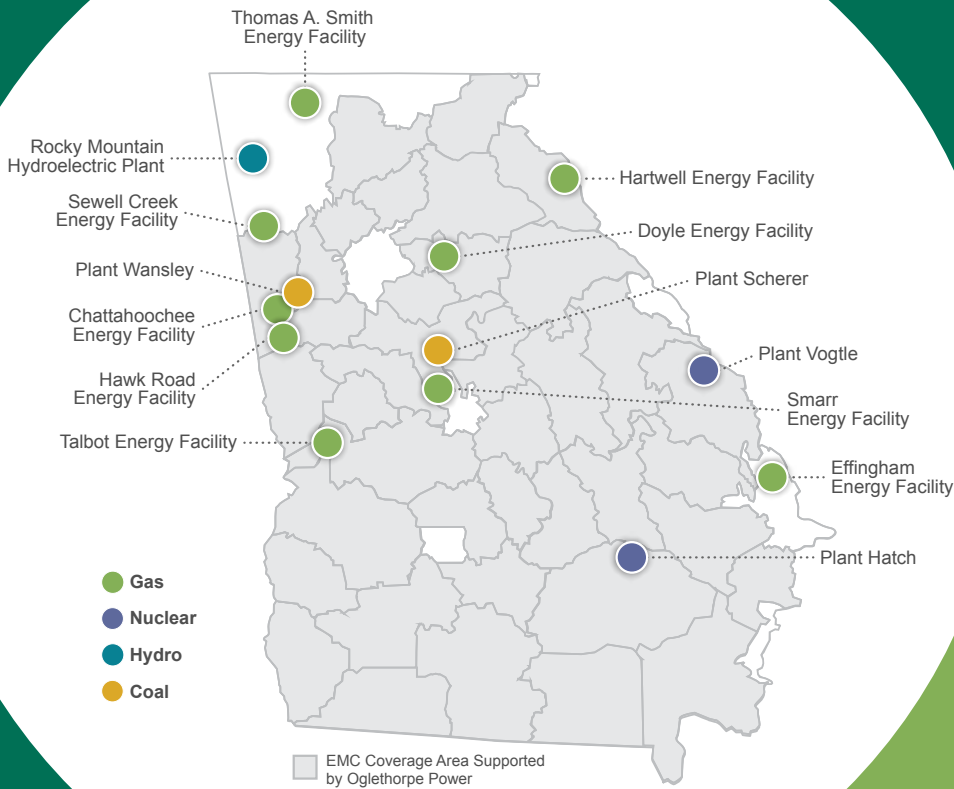 Thomas A. Smith
Energy Facility
Rocky Mountain
Hydroelectric Plant
Hartwell Energy Facility
Sewell Creek
Energy Facility
Doyle Energy Facility
Plant Wansley
Plant Scherer
Chattahoochee
Energy Facility
Plant Vogtle
Hawk Road
Energy Facility
Smarr
Energy Facility
Talbot Energy Facility
Effingham
Energy Facility
Plant Hatch
Gas
Nuclear
Hydro
Coal
EMC Coverage Area Supported
by Oglethorpe Power